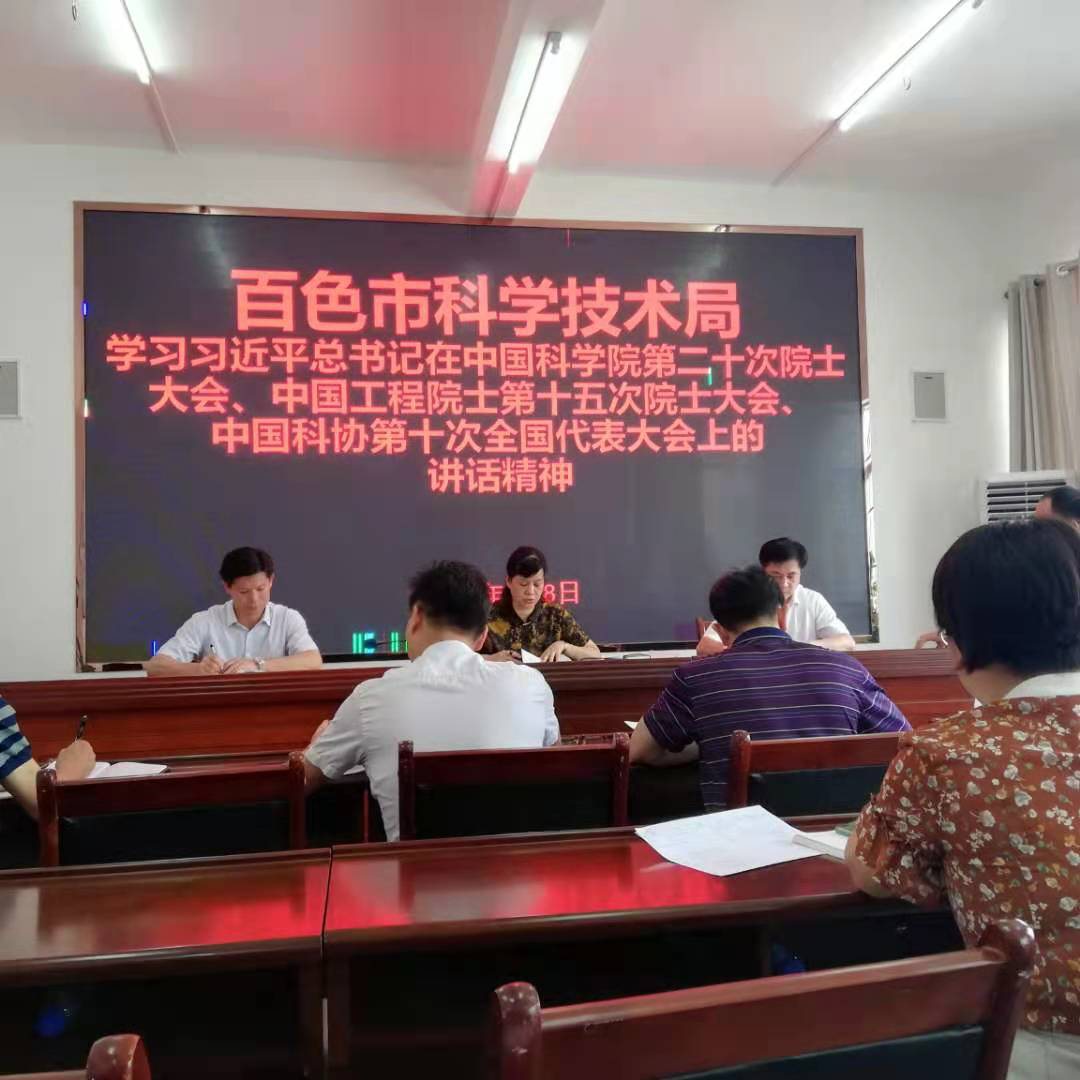 百色市科学技术局
学习习近平总书记在中国科学院第二十次院士
大会、中国工程院士第十五次院士大会、
中国科协第十次全国代表大会上的
讲话精神
8日